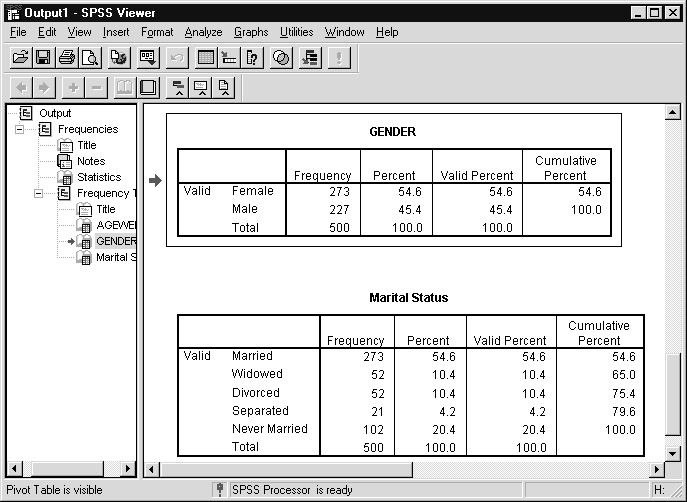 Output1 - SPSS Viewer
File Edit View Insert Format Analyze Graphs Utilities Window Help
Output
Frequencies
Title
Notes
Statistics
Frequency T
Title
AGEWE
GENDER
Marital S
GENDER
Frequency Percent Valid Percent Cumulative Percent
Valid Female 273 54.6 54.6 54.6
Male 227 45.4 45.4 100.0
Total 500 100.0 100.0
Marital Status
Frequency Percent Valid Percent Cumulative Percent
Valid Married 273 54.6 54.6 54.6
Widowed 52 10.4 10.4 65.0
Divorced 52 10.4 10.4 75.4
Separated 21 4.2 4.2 79.6
Never Married 102 20.4 20.4 100.0
Total 500 100.0 100.0
Pivot Table is visible SPSS Processor is ready H: